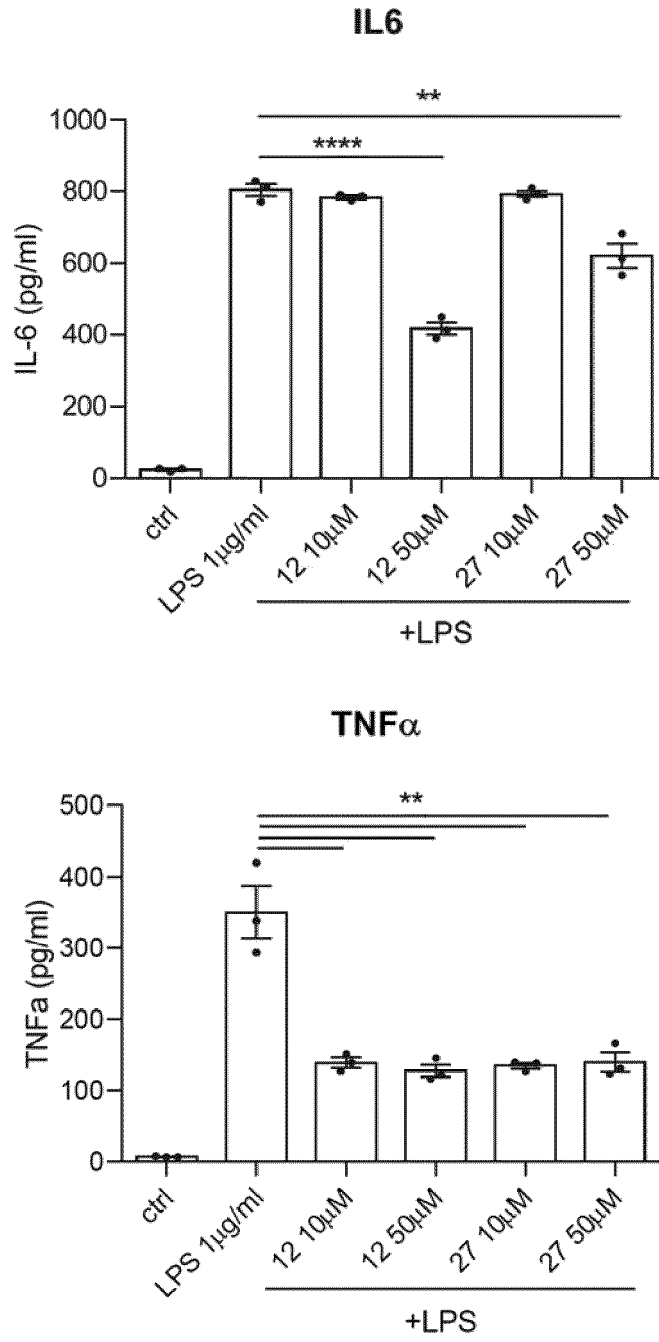 IL6
**
****
1000
800
600
400
200
0
IL-6 (pg/ml)
ctrl
LPS 1µg/ml
12 10µM
12 50µM
27 10µM
27 50µM
+LPS
TNFα
**
500
400
300
200
100
0
TNFa (pg/ml)
ctrl
LPS 1µg/ml
12 10µM
12 50µM
27 10µM
27 50µM
+LPS